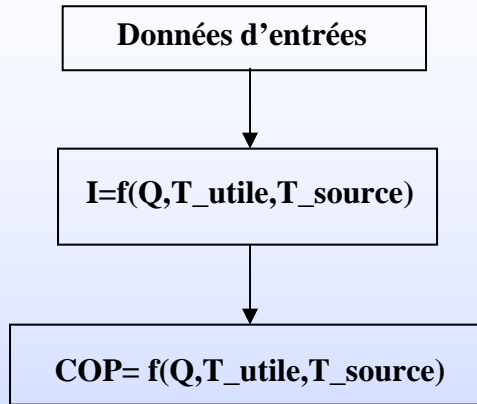 Données d’entrées
I=f(Q,T_utile,T_source)
COP= f(Q,T_utile,T_source)